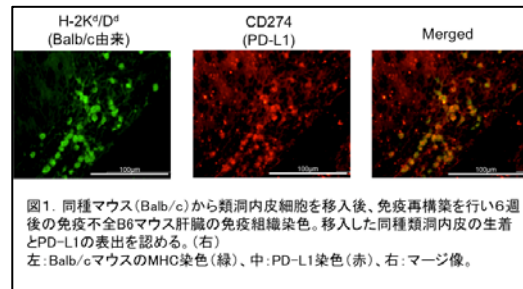 H-2Kᵈ/Dᵈ
(Balb/c由来)
CD274
(PD-L1)
Merged
100μm
100μm
100μm
図1. 同種マウス(Balb/c)から類洞内皮細胞を移入後、免疫再構築を行い6週
後の免疫不全B6マウス肝臓の免疫組織染色。移入した同種類洞内皮の生着
とPD-L1の表出を認める。(右)
左:Balb/cマウスのMHC染色(緑)、中:PD-L1染色(赤)、右:マージ像。